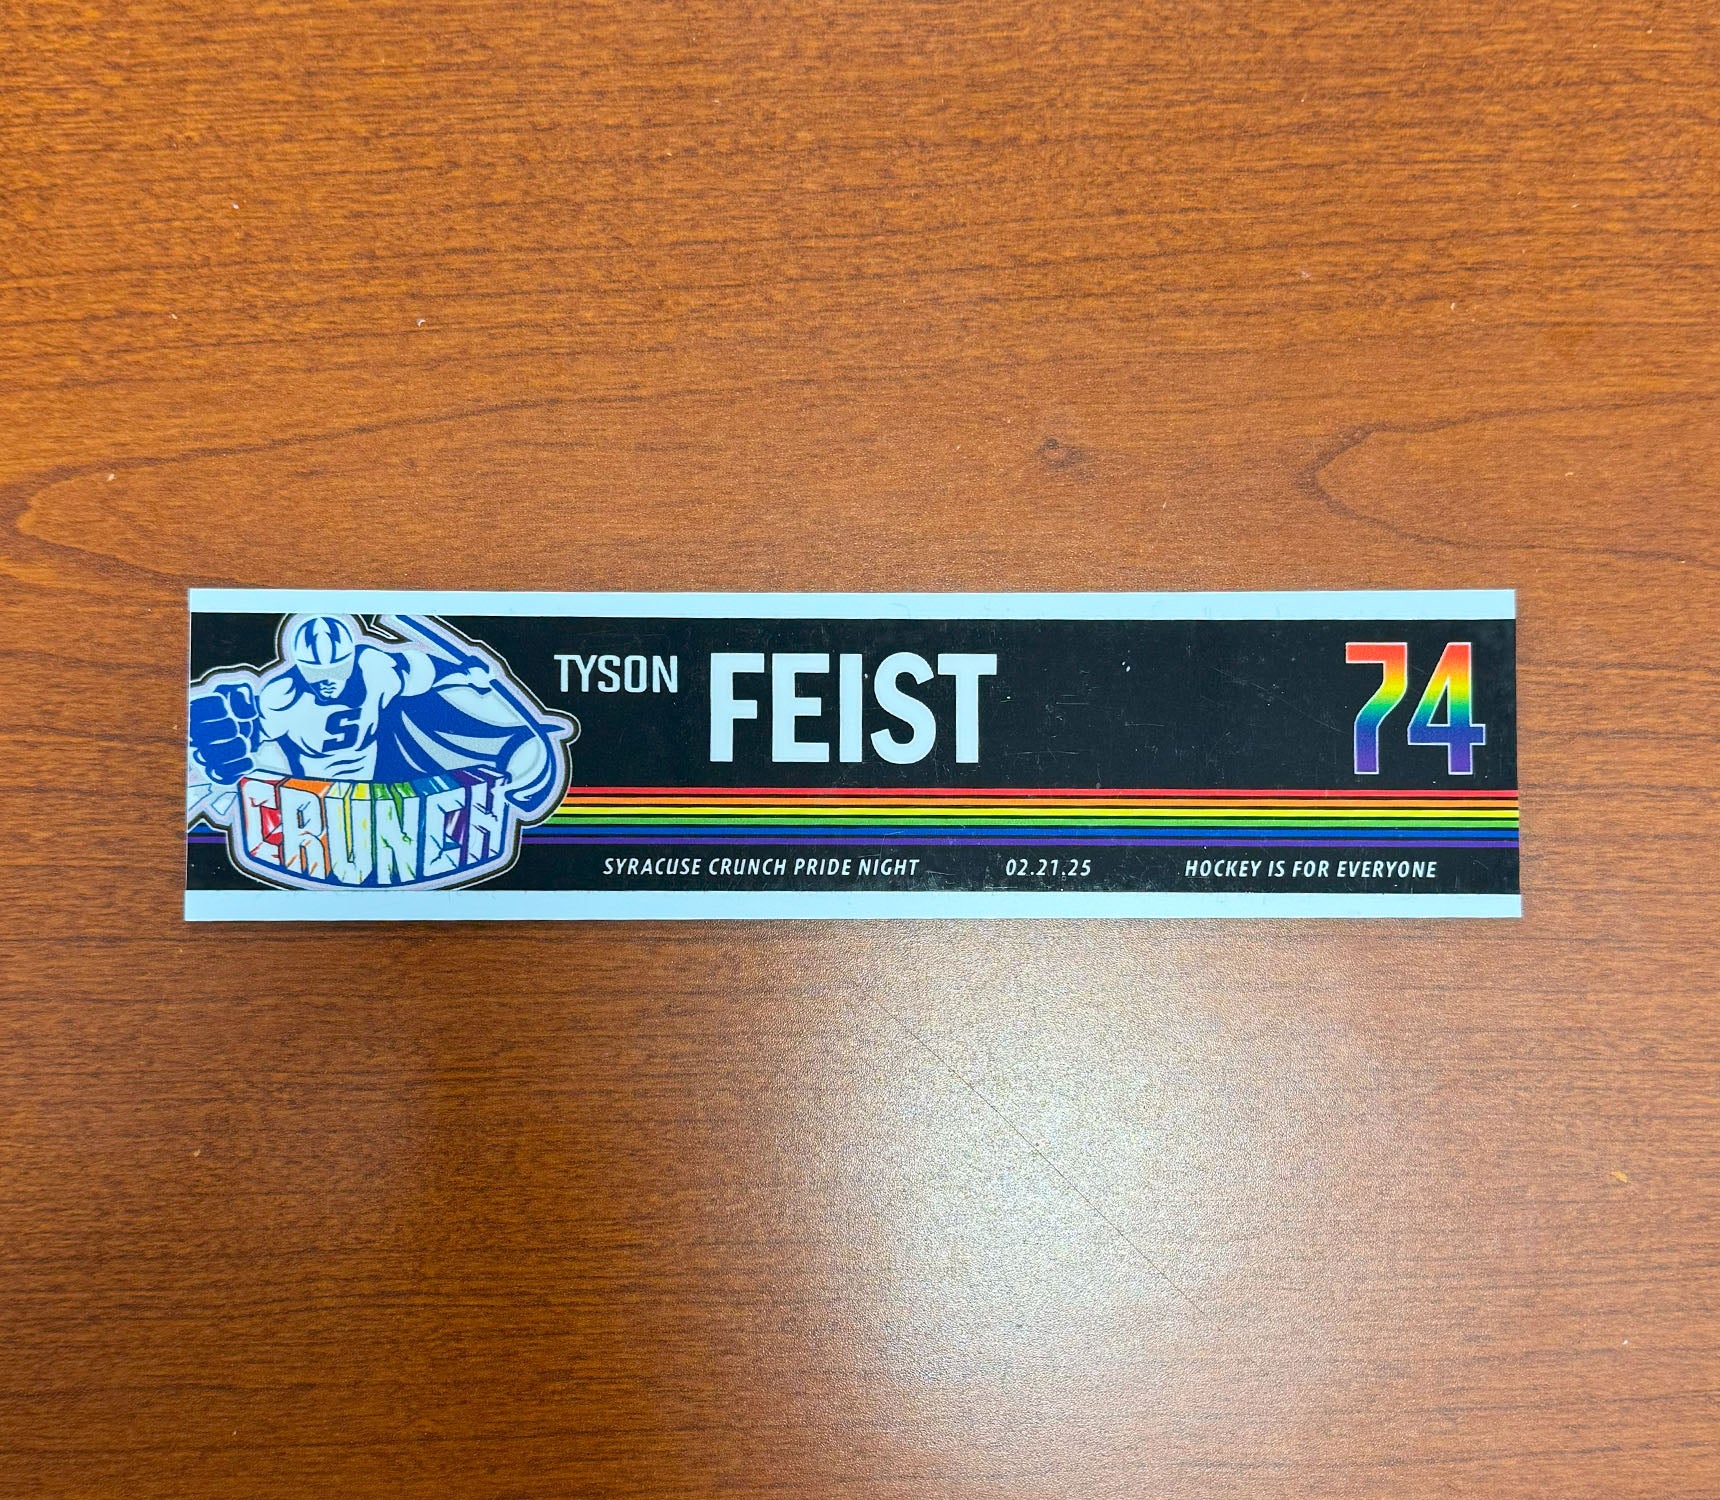 TYSON FEIST 74
S
CRUNCH
SYRACUSE CRUNCH PRIDE NIGHT 02.21.25 HOCKEY IS FOR EVERYONE